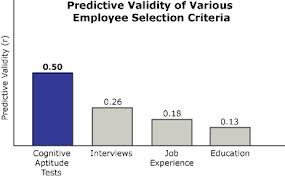 Predictive Validity of Various
Employee Selection Criteria
Predictive Validity (r)
0.50
0.26
0.18
0.13
Cognitive
Aptitude
Tests
Interviews
Job
Experience
Education